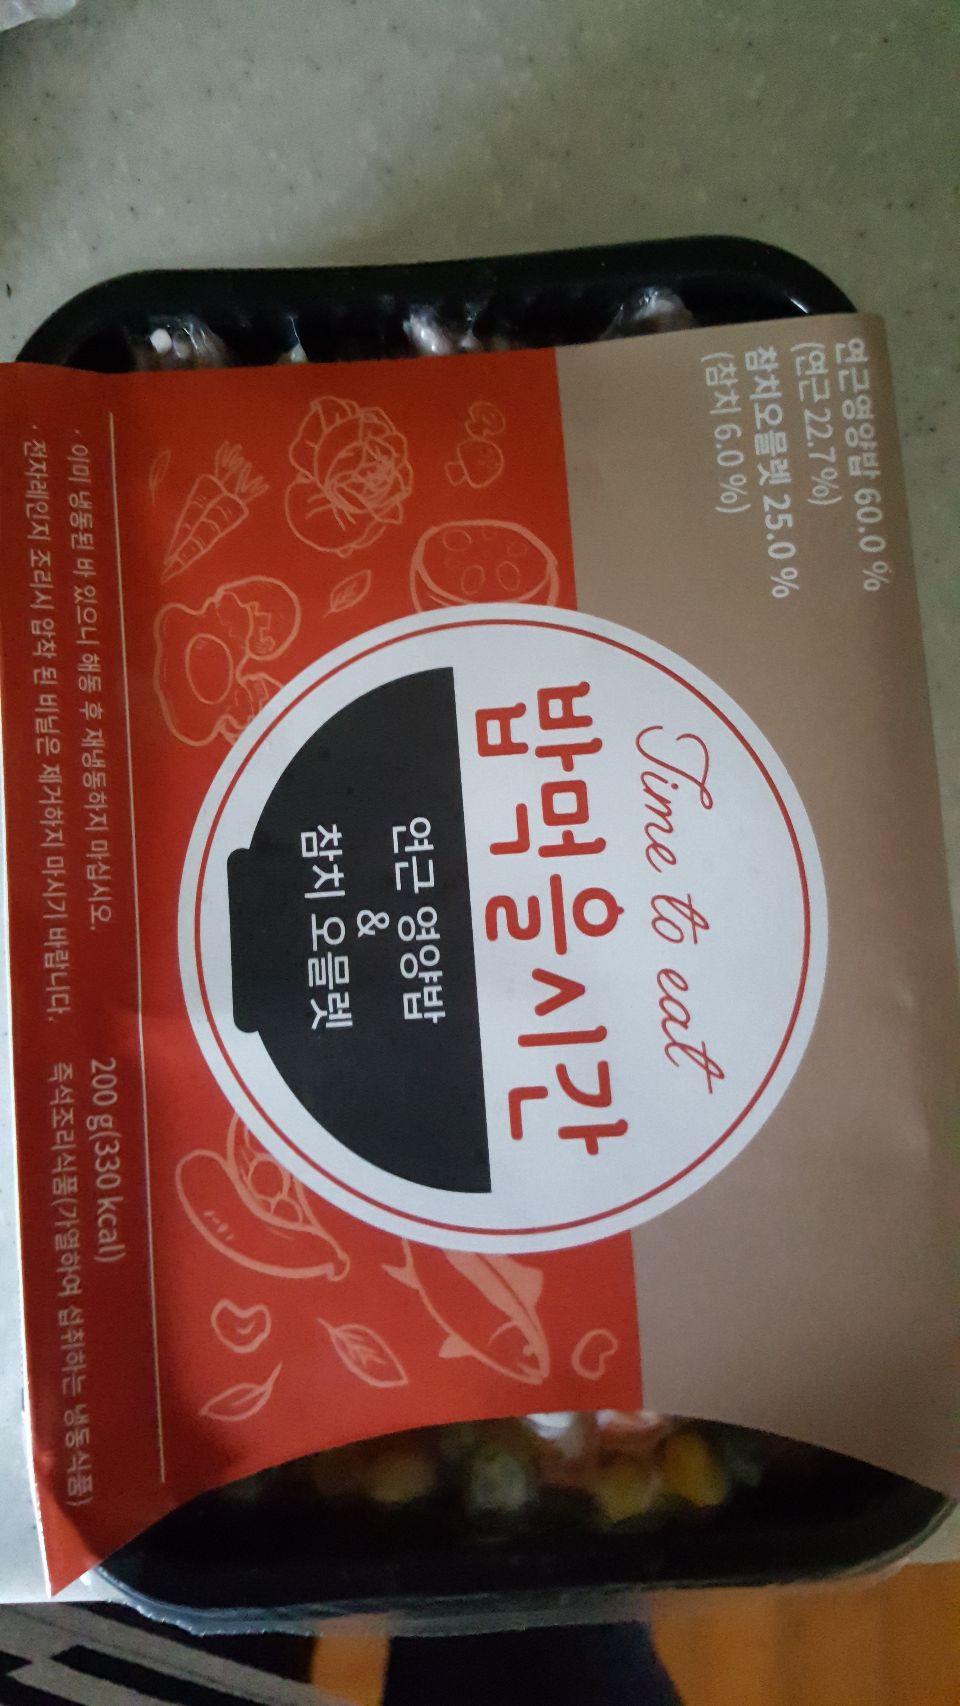 연근영양밥 60.0 %
(연근 22.7 %)
참치오믈렛 25.0 %
(참치 6.0 %)
Time to eat
밥먹을시간
연근 영양밥
&
참치 오믈렛
200 g(330 kcal)
즉석조리식품(가열하여 섭취하는 냉동식품)
· 이미 냉동된 바 있으니 해동 후 재냉동하지 마십시오.
· 전자레인지 조리시 압착 된 비닐은 제거하지 마시기 바랍니다.